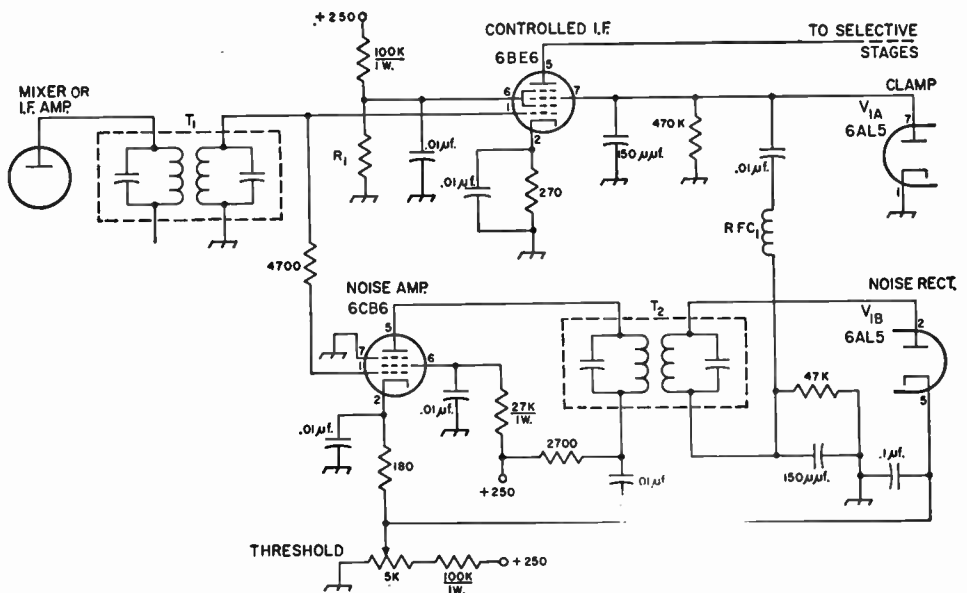 +250
100K
1W.
CONTROLLED I.F.
6BE6
TO SELECTIVE
STAGES
MIXER OR
I.F. AMP.
T1
5
6
1
7
2
CLAMP
V1A
6AL5
7
1
R1
.01µf.
.01µf.
270
150µµf.
470K
.01µf.
RFC1
4700
NOISE AMP.
6CB6
5
7
1
6
2
T2
NOISE RECT.
V1B
6AL5
2
5
.01µf.
.01µf.
27K
1W.
2700
+250
.01µf
47K
150µµf.
.1µf.
180
THRESHOLD
5K
100K
1W.
+250